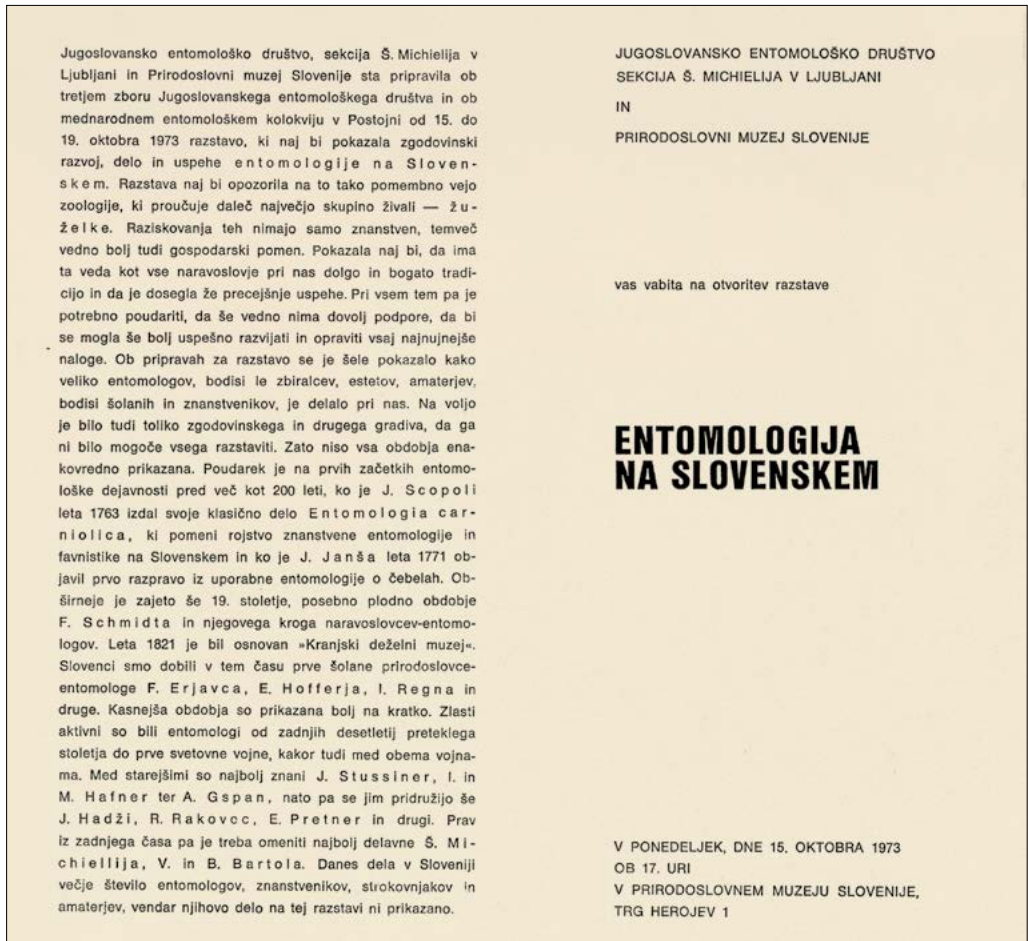 Jugoslovansko entomološko društvo, sekcija Š. Michielija v
Ljubljani in Prirodoslovni muzej Slovenije sta pripravila ob
tretjem zboru Jugoslovanskega entomološkega društva in ob
mednarodnem entomološkem kolokviju v Postojni od 15. do
19. oktobra 1973 razstavo, ki naj bi pokazala zgodovinski
razvoj, delo in uspehe entomologije na Sloven-
skem. Razstava naj bi opozorila na to tako pomembno vejo
zoologije, ki proučuje daleč največjo skupino živali — žu-
želke. Raziskovanja teh nimajo samo znanstven, temveč
vedno bolj tudi gospodarski pomen. Pokazala naj bi, da ima
ta veda kot vse naravoslovje pri nas dolgo in bogato tradi-
cijo in da je dosegla že precejšnje uspehe. Pri vsem tem pa je
potrebno poudariti, da še vedno nima dovolj podpore, da bi
se mogla še bolj uspešno razvijati in opraviti vsaj najnujnejše
naloge. Ob pripravah za razstavo se je šele pokazalo kako
veliko entomologov, bodisi le zbiralcev, estetov, amaterjev,
bodisi šolanih in znanstvenikov, je delalo pri nas. Na voljo
je bilo tudi toliko zgodovinskega in drugega gradiva, da ga
ni bilo mogoče vsega razstaviti. Zato niso vsa obdobja ena-
kovredno prikazana. Poudarek je na prvih začetkih entomo-
loške dejavnosti pred več kot 200 leti, ko je J. Scopoli
leta 1763 izdal svoje klasično delo Entomologia car-
niolica, ki pomeni rojstvo znanstvene entomologije in
favnistike na Slovenskem in ko je J. Janša leta 1771 ob-
javil prvo razpravo iz uporabne entomologije o čebelah. Ob-
širneje je zajeto še 19. stoletje, posebno plodno obdobje
F. Schmidta in njegovega kroga naravoslovcev-entomo-
logov. Leta 1821 je bil osnovan »Kranjski deželni muzej«.
Slovenci smo dobili v tem času prve šolane prirodoslovce-
entomologe F. Erjavca, E. Hofferja, I. Regna in
druge. Kasnejša obdobja so prikazana bolj na kratko. Zlasti
aktivni so bili entomologi od zadnjih desetletij preteklega
stoletja do prve svetovne vojne, kakor tudi med obema vojna-
ma. Med starejšimi so najbolj znani J. Stussiner, I. in
M. Hafner ter A. Gspan, nato pa se jim pridružijo še
J. Hadži, R. Rakovec, E. Pretner in drugi. Prav
iz zadnjega časa pa je treba omeniti najbolj delavne Š. Mi-
chiellija, V. in B. Bartola. Danes dela v Sloveniji
večje število entomologov, znanstvenikov, strokovnjakov in
amaterjev, vendar njihovo delo na tej razstavi ni prikazano.
JUGOSLOVANSKO ENTOMOLOŠKO DRUŠTVO
SEKCIJA Š. MICHIELIJA V LJUBLJANI
IN
PRIRODOSLOVNI MUZEJ SLOVENIJE
vas vabita na otvoritev razstave
ENTOMOLOGIJA
NA SLOVENSKEM
V PONEDELJEK, DNE 15. OKTOBRA 1973
OB 17. URI
V PRIRODOSLOVNEM MUZEJU SLOVENIJE,
TRG HEROJEV 1